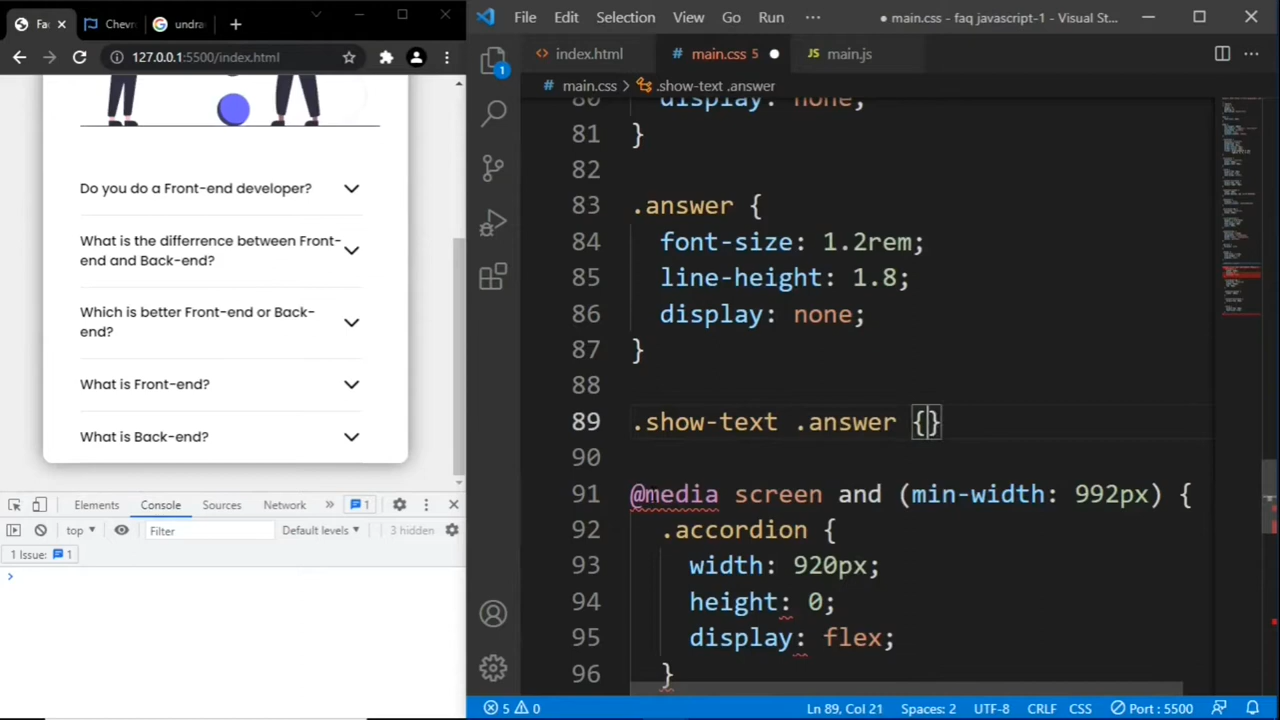 Fac
Chevr
undra
File Edit Selection View Go Run ··· ● main.css - faq javascript-1 - Visual St...
127.0.0.1:5500/index.html
index.html
# main.css 5 ●
JS main.js
1
# main.css > .show-text .answer
80 display: none;
81 }
82
83 .answer {
84 font-size: 1.2rem;
85 line-height: 1.8;
86 display: none;
87 }
88
89 .show-text .answer {}
90
91 @media screen and (min-width: 992px) {
92 .accordion {
93 width: 920px;
94 height: 0;
95 display: flex;
96 }
Do you do a Front-end developer?
What is the differrence between Front-
end and Back-end?
Which is better Front-end or Back-
end?
What is Front-end?
What is Back-end?
Elements Console Sources Network » 1
top ▾ Filter Default levels ▾ 3 hidden
1 Issue: 1
>
5 0 Ln 89, Col 21 Spaces: 2 UTF-8 CRLF CSS Port : 5500